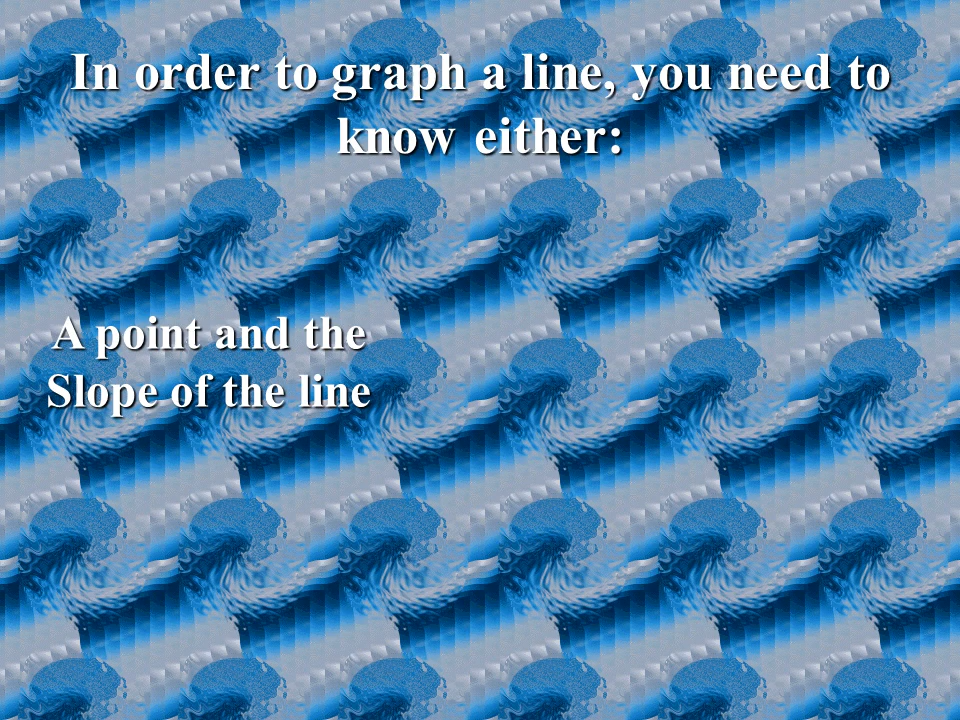 In order to graph a line, you need to
know either:
A point and the
Slope of the line